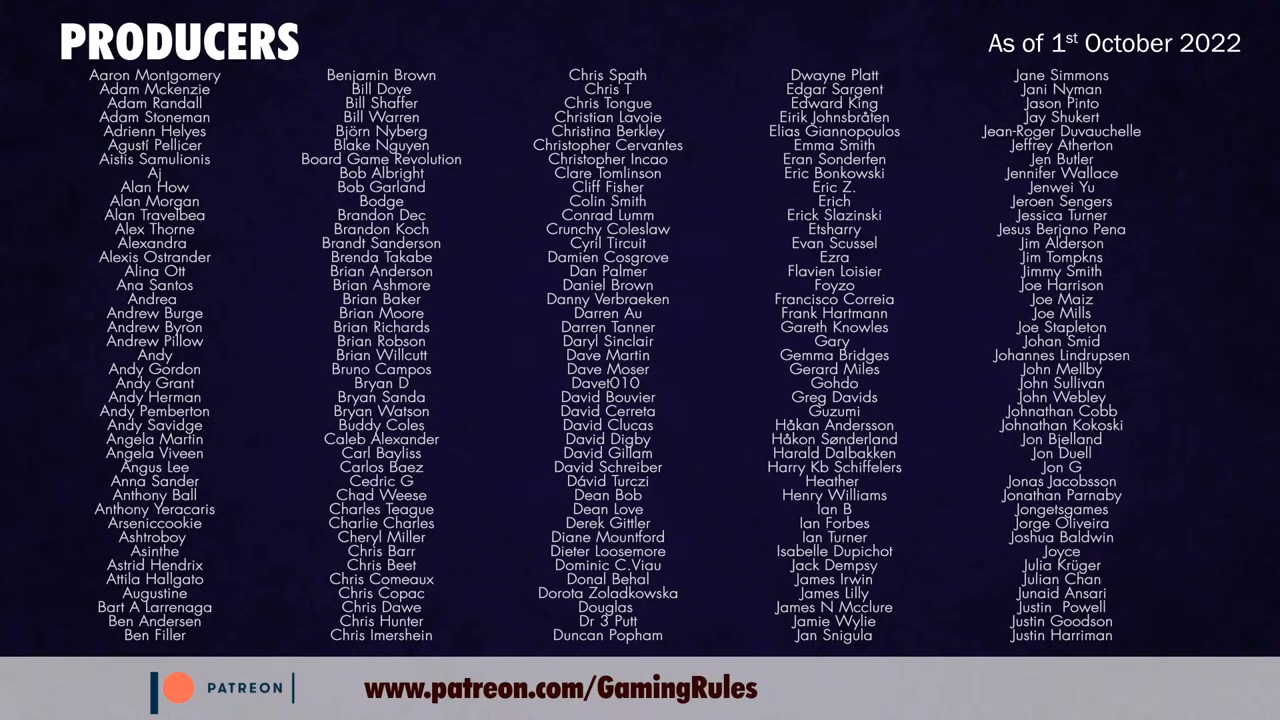 PRODUCERS
As of 1st October 2022
Aaron Montgomery
Adam Mckenzie
Adam Randall
Adam Stoneman
Adrienn Helyes
Agustí Pellicer
Aistis Samulionis
Aj
Alan How
Alan Morgan
Alan Travelbea
Alex Thorne
Alexandra
Alexis Ostrander
Alina Ott
Ana Santos
Andrea
Andrew Burge
Andrew Byron
Andrew Pillow
Andy
Andy Gordon
Andy Grant
Andy Herman
Andy Pemberton
Andy Savidge
Angela Martin
Angela Viveen
Angus Lee
Anna Sander
Anthony Ball
Anthony Yeracaris
Arseniccookie
Ashtroboy
Asinthe
Astrid Hendrix
Attila Hallgato
Augustine
Bart A Larrenaga
Ben Andersen
Ben Filler
Benjamin Brown
Bill Dove
Bill Shaffer
Bill Warren
Björn Nyberg
Blake Nguyen
Board Game Revolution
Bob Albright
Bob Garland
Bodge
Brandon Dec
Brandon Koch
Brandt Sanderson
Brenda Takabe
Brian Anderson
Brian Ashmore
Brian Baker
Brian Moore
Brian Richards
Brian Robson
Brian Willcutt
Bruno Campos
Bryan D
Bryan Sanda
Bryan Watson
Buddy Coles
Caleb Alexander
Carl Bayliss
Carlos Baez
Cedric G
Chad Weese
Charles Teague
Charlie Charles
Cheryl Miller
Chris Barr
Chris Beet
Chris Comeaux
Chris Copac
Chris Dawe
Chris Hunter
Chris Imershein
Chris Spath
Chris T
Chris Tongue
Christian Lavoie
Christina Berkley
Christopher Cervantes
Christopher Incao
Clare Tomlinson
Cliff Fisher
Colin Smith
Conrad Lumm
Crunchy Coleslaw
Cyril Tircuit
Damien Cosgrove
Dan Palmer
Daniel Brown
Danny Verbraeken
Darren Au
Darren Tanner
Daryl Sinclair
Dave Martin
Dave Moser
Davet010
David Bouvier
David Cerreta
David Clucas
David Digby
David Gillam
David Schreiber
Dávid Turczi
Dean Bob
Dean Love
Derek Gittler
Diane Mountford
Dieter Loosemore
Dominic C.Viau
Donal Behal
Dorota Zoladkowska
Douglas
Dr 3 Putt
Duncan Popham
Dwayne Platt
Edgar Sargent
Edward King
Eirik Johnsbråten
Elias Giannopoulos
Emma Smith
Eran Sonderfen
Eric Bonkowski
Eric Z.
Erich
Erick Slazinski
Etsharry
Evan Scussel
Ezra
Flavien Loisier
Foyzo
Francisco Correia
Frank Hartmann
Gareth Knowles
Gary
Gemma Bridges
Gerard Miles
Gohdo
Greg Davids
Guzumi
Håkan Andersson
Håkon Sønderland
Harald Dalbakken
Harry Kb Schiffelers
Heather
Henry Williams
Ian B
Ian Forbes
Ian Turner
Isabelle Dupichot
Jack Dempsy
James Irwin
James Lilly
James N Mcclure
Jamie Wylie
Jan Snigula
Jane Simmons
Jani Nyman
Jason Pinto
Jay Shukert
Jean-Roger Duvauchelle
Jeffrey Atherton
Jen Butler
Jennifer Wallace
Jenwei Yu
Jeroen Sengers
Jessica Turner
Jesus Berjano Pena
Jim Alderson
Jim Tompkns
Jimmy Smith
Joe Harrison
Joe Maiz
Joe Mills
Joe Stapleton
Johan Smid
Johannes Lindrupsen
John Mellby
John Sullivan
John Webley
Johnathan Cobb
Johnathan Kokoski
Jon Bjelland
Jon Duell
Jon G
Jonas Jacobsson
Jonathan Parnaby
Jongetsgames
Jorge Oliveira
Joshua Baldwin
Joyce
Julia Krüger
Julian Chan
Junaid Ansari
Justin  Powell
Justin Goodson
Justin Harriman
PATREON
www.patreon.com/GamingRules